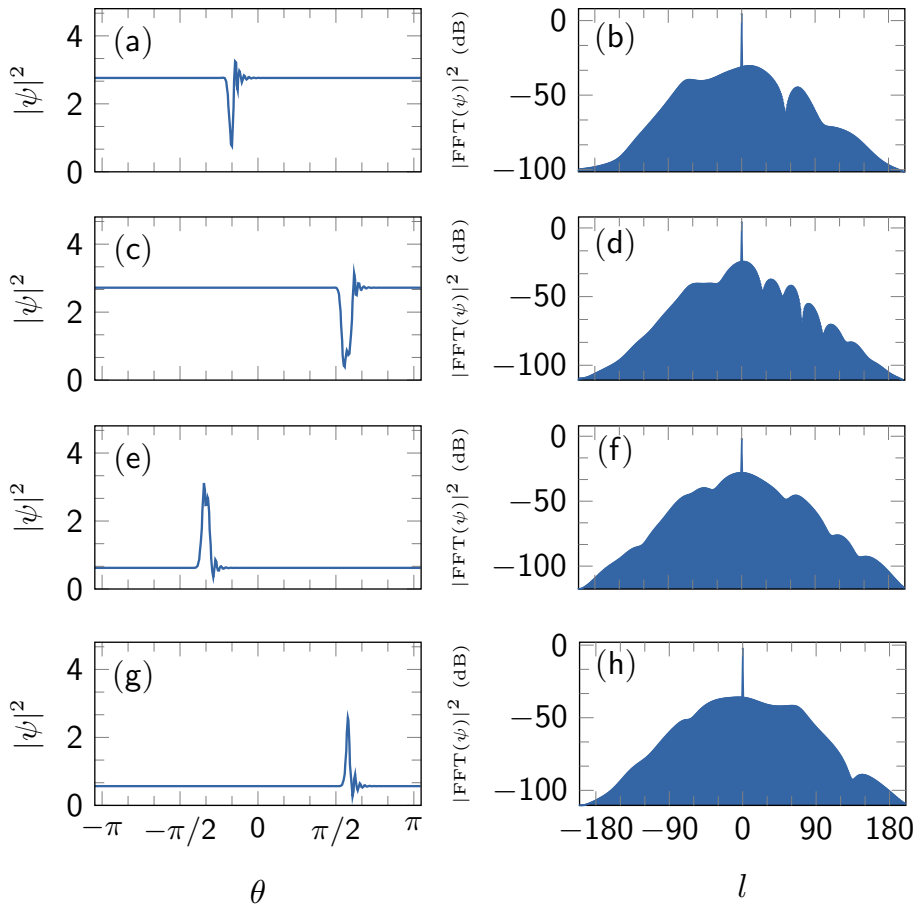 |ψ|² 4 2 0 (a)
|FFT(ψ)|² (dB) 0 −50 −100 (b)
|ψ|² 4 2 0 (c)
|FFT(ψ)|² (dB) 0 −50 −100 (d)
|ψ|² 4 2 0 (e)
|FFT(ψ)|² (dB) 0 −50 −100 (f)
|ψ|² 4 2 0 (g)
|FFT(ψ)|² (dB) 0 −50 −100 (h)
−π −π/2 0 π/2 π
−180 −90 0 90 180
θ
l